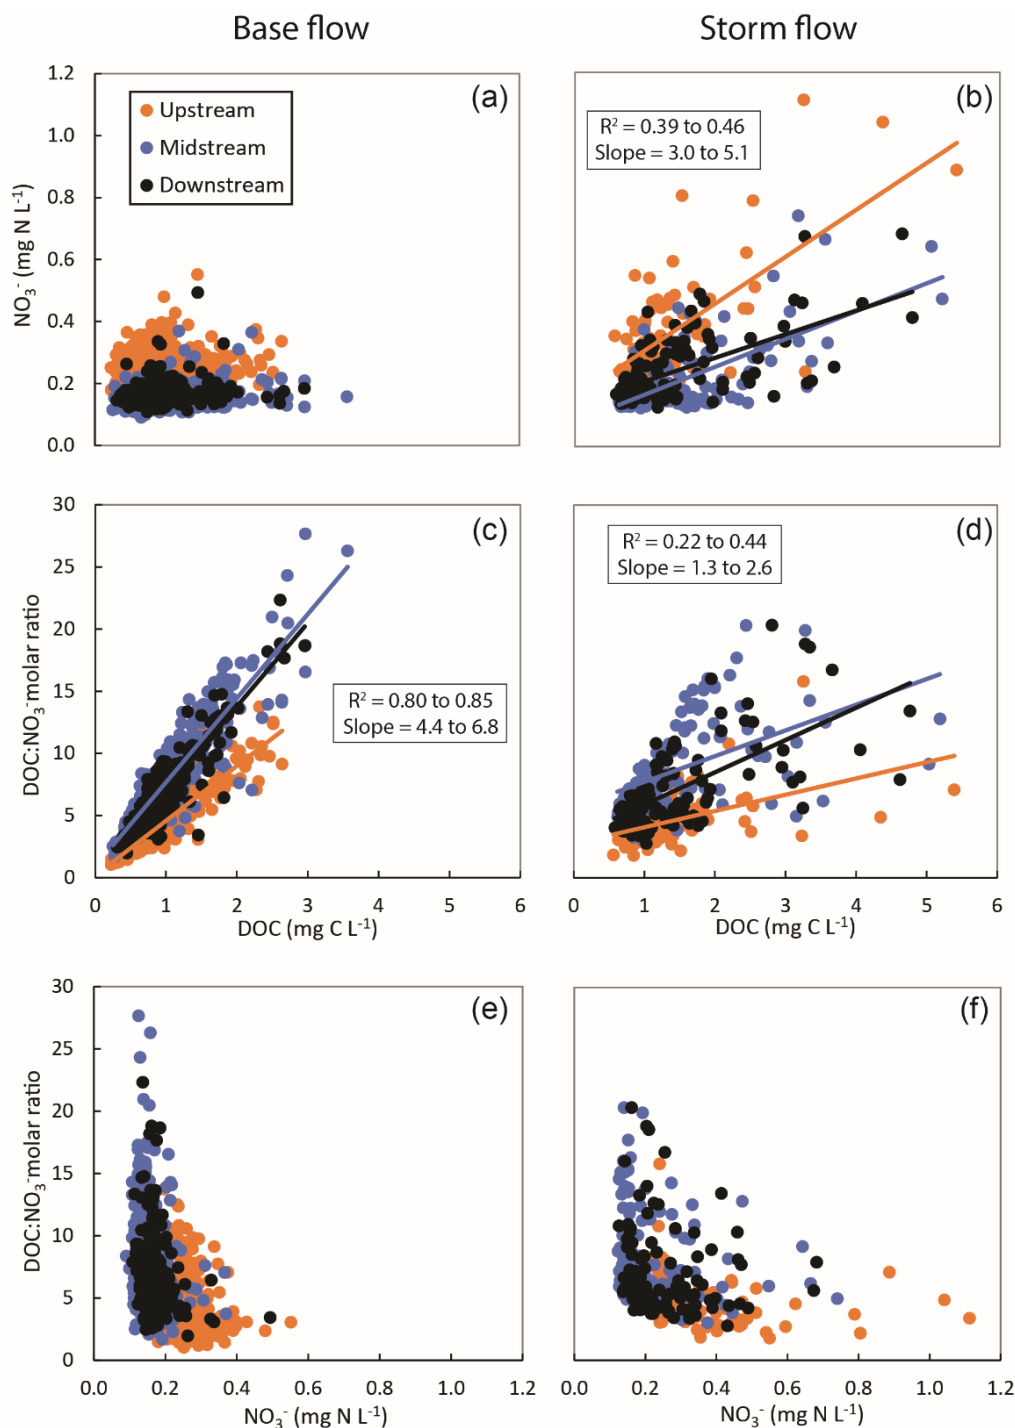 Base flow
Storm flow
NO₃⁻ (mg N L⁻¹)
1.2
1.0
0.8
0.6
0.4
0.2
0.0
Upstream
Midstream
Downstream
(a)
R² = 0.39 to 0.46
Slope = 3.0 to 5.1
(b)
DOC:NO₃⁻molar ratio
30
25
20
15
10
5
0
(c)
R² = 0.80 to 0.85
Slope = 4.4 to 6.8
0 1 2 3 4 5 6
DOC (mg C L⁻¹)
(d)
R² = 0.22 to 0.44
Slope = 1.3 to 2.6
0 1 2 3 4 5 6
DOC (mg C L⁻¹)
DOC:NO₃⁻molar ratio
30
25
20
15
10
5
0
(e)
0.0 0.2 0.4 0.6 0.8 1.0 1.2
NO₃⁻ (mg N L⁻¹)
(f)
0.0 0.2 0.4 0.6 0.8 1.0 1.2
NO₃⁻ (mg N L⁻¹)